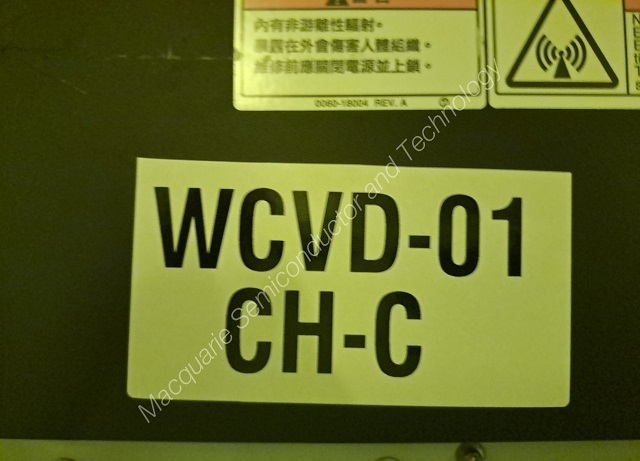 內有非游離性輻射。
暴露在外會傷害人體組織。
維修前應關閉電源並上鎖。
0060-18004 REV. A
WCVD-01
CH-C
Macquarie Semiconductor and Technology